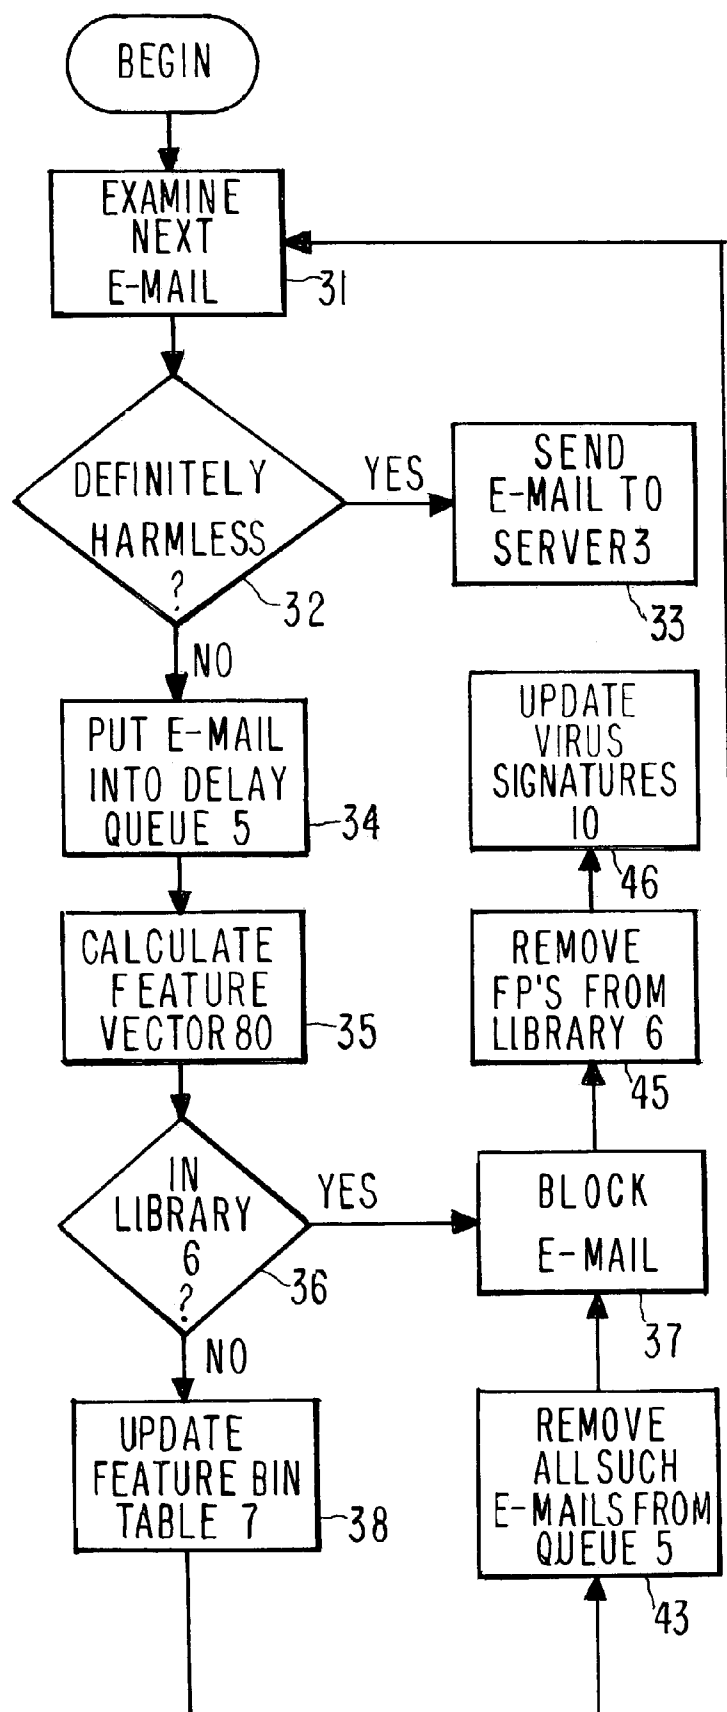 BEGIN
EXAMINE
NEXT
E-MAIL
31
DEFINITELY
HARMLESS
?
32
YES
SEND
E-MAIL TO
SERVER 3
33
NO
PUT E-MAIL
INTO DELAY
QUEUE 5
34
UPDATE
VIRUS
SIGNATURES
10
46
CALCULATE
FEATURE
VECTOR 80
35
REMOVE
FP'S FROM
LIBRARY 6
45
IN
LIBRARY
6
?
36
YES
BLOCK
E-MAIL
37
NO
UPDATE
FEATURE BIN
TABLE 7
38
REMOVE
ALL SUCH
E-MAILS FROM
QUEUE 5
43